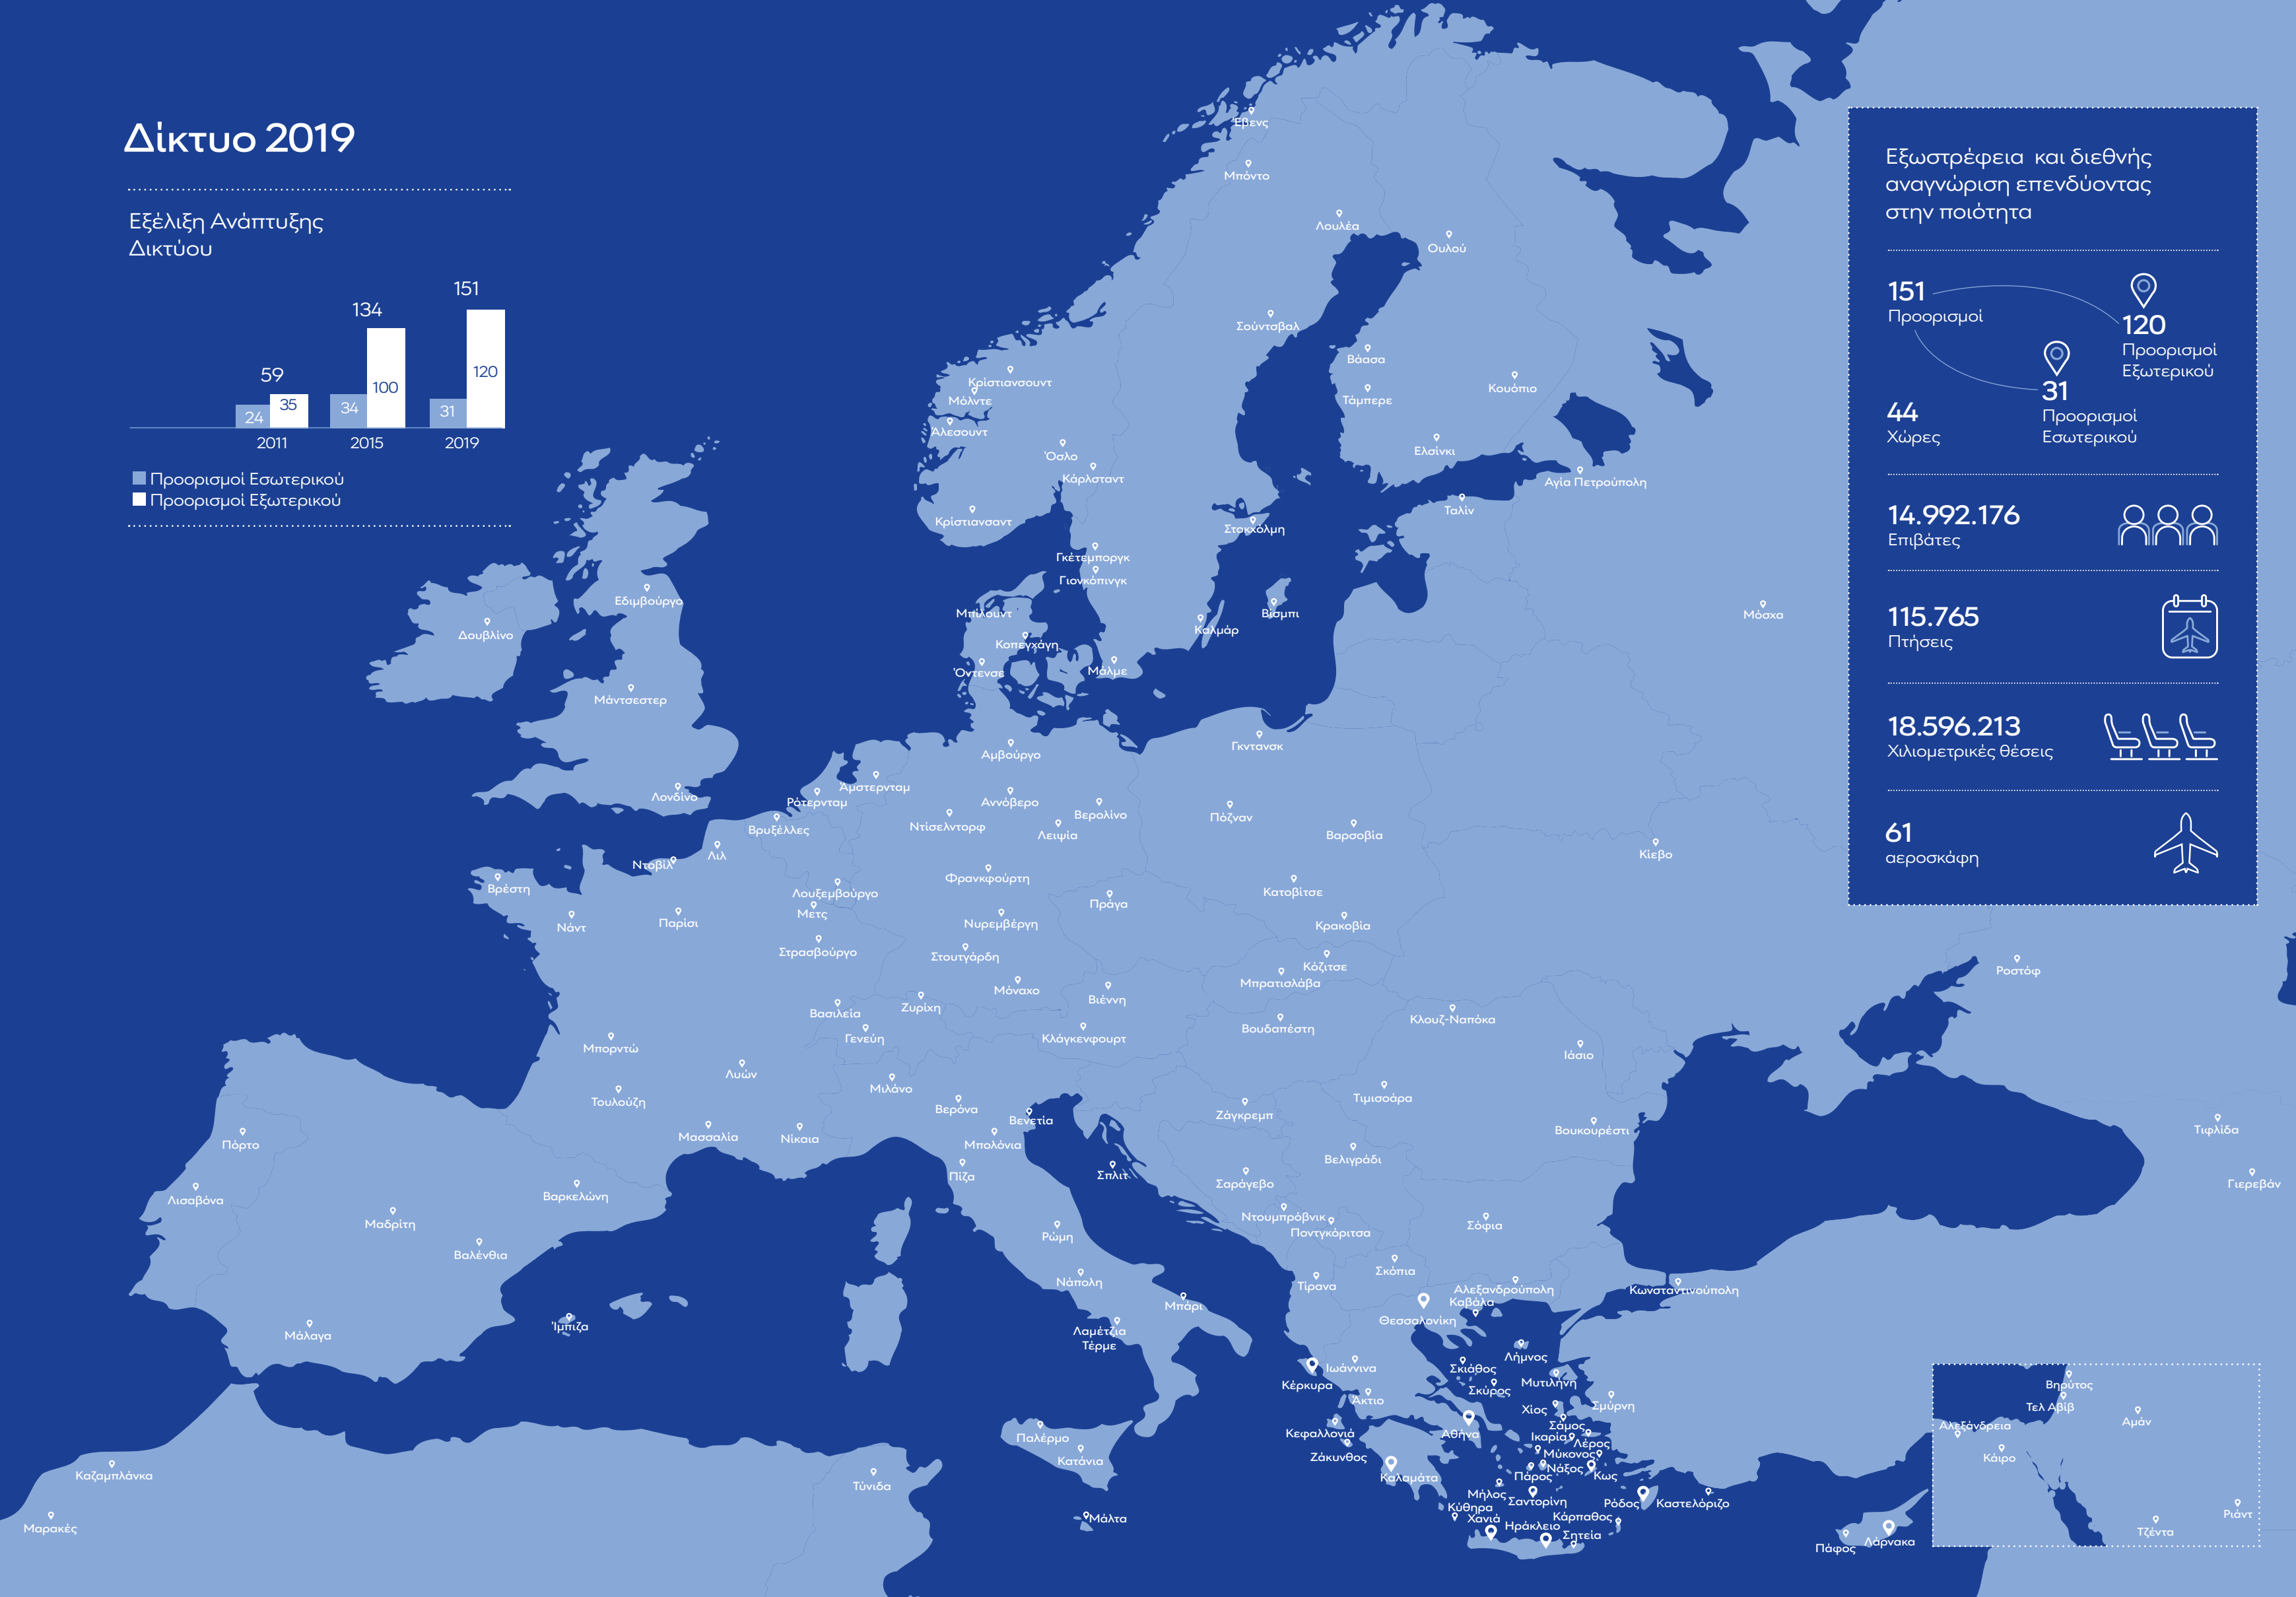 Δίκτυο 2019
Εξέλιξη Ανάπτυξης
Δικτύου
59
134
151
24
35
34
100
31
120
2011
2015
2019
Προορισμοί Εσωτερικού
Προορισμοί Εξωτερικού
Εξωστρέφεια και διεθνής
αναγνώριση επενδύοντας
στην ποιότητα
151
Προορισμοί
120
Προορισμοί
Εξωτερικού
31
Προορισμοί
Εσωτερικού
44
Χώρες
14.992.176
Επιβάτες
115.765
Πτήσεις
18.596.213
Χιλιομετρικές θέσεις
61
αεροσκάφη
Έβενς
Μπόντο
Λουλέα
Ουλού
Σούντσβαλ
Βάασα
Κρίστιανσουντ
Μόλντε
Τάμπερε
Κουόπιο
Άλεσουντ
Όσλο
Ελσίνκι
Κάρλσταντ
Αγία Πετρούπολη
Ταλίν
Κρίστιανσαντ
Στοκχόλμη
Γκέτεμποργκ
Γιονκόπινγκ
Εδιμβούργο
Μπίλουντ
Βίσμπι
Μόσχα
Δουβλίνο
Καλμάρ
Κοπεγχάγη
Όντενσε
Μάλμε
Μάντσεστερ
Γκντανσκ
Αμβούργο
Άμστερνταμ
Λονδίνο
Ρότερνταμ
Αννόβερο
Βερολίνο
Πόζναν
Ντίσελντορφ
Βρυξέλλες
Λειψία
Βαρσοβία
Λιλ
Κίεβο
Ντοβίλ
Φρανκφούρτη
Βρέστη
Λουξεμβούργο
Κατοβίτσε
Πράγα
Μετς
Παρίσι
Νάντ
Νυρεμβέργη
Κρακοβία
Στρασβούργο
Στουτγάρδη
Κόζιτσε
Ροστόφ
Μπρατισλάβα
Μόναχο
Βιέννη
Ζυρίχη
Βασιλεία
Κλουζ-Ναπόκα
Βουδαπέστη
Γενεύη
Κλάγκενφουρτ
Μπορντώ
Ιάσιο
Λυών
Μιλάνο
Τουλούζη
Τιμισοάρα
Βερόνα
Ζάγκρεμπ
Βενετία
Βουκουρέστι
Τιφλίδα
Μασσαλία
Νίκαια
Πόρτο
Μπολόνια
Βελιγράδι
Πίζα
Σπλιτ
Σαράγεβο
Γιερεβάν
Λισαβόνα
Βαρκελώνη
Ντουμπρόβνικ
Μαδρίτη
Σόφια
Ποντγκόριτσα
Ρώμη
Βαλένθια
Σκόπια
Νάπολη
Τίρανα
Αλεξανδρούπολη
Κωνσταντινούπολη
Καβάλα
Μπάρι
Θεσσαλονίκη
Ίμπιζα
Λαμέτζια
Τέρμε
Μάλαγα
Λήμνος
Ιωάννινα
Σκιάθος
Κέρκυρα
Μυτιλήνη
Βηρύτος
Σκύρος
Άκτιο
Σμύρνη
Τελ Αβίβ
Χίος
Αμάν
Σάμος
Αλεξάνδρεια
Κεφαλλονιά
Αθήνα
Ικαρία
Παλέρμο
Λέρος
Μύκονος
Ζάκυνθος
Κάιρο
Κατάνια
Νάξος
Πάρος
Κως
Καλαμάτα
Καζαμπλάνκα
Τύνιδα
Μήλος
Σαντορίνη
Ρόδος
Καστελόριζο
Κύθηρα
Ριάντ
Κάρπαθος
Χανιά
Μάλτα
Ηράκλειο
Μαρακές
Τζέντα
Σητεία
Λάρνακα
Πάφος